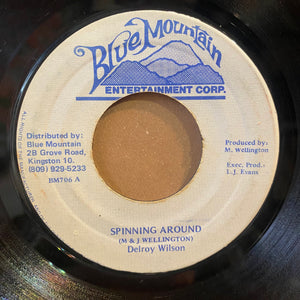 Blue Mountain
ENTERTAINMENT CORP.
Distributed by:
Blue Mountain
2B Grove Road,
Kingston 10.
(809) 929-5233
BM706 A
Produced by:
M. Wellington
Exec. Prod.:
L.J. Evans
SPINNING AROUND
(M & J WELLINGTON)
Delroy Wilson